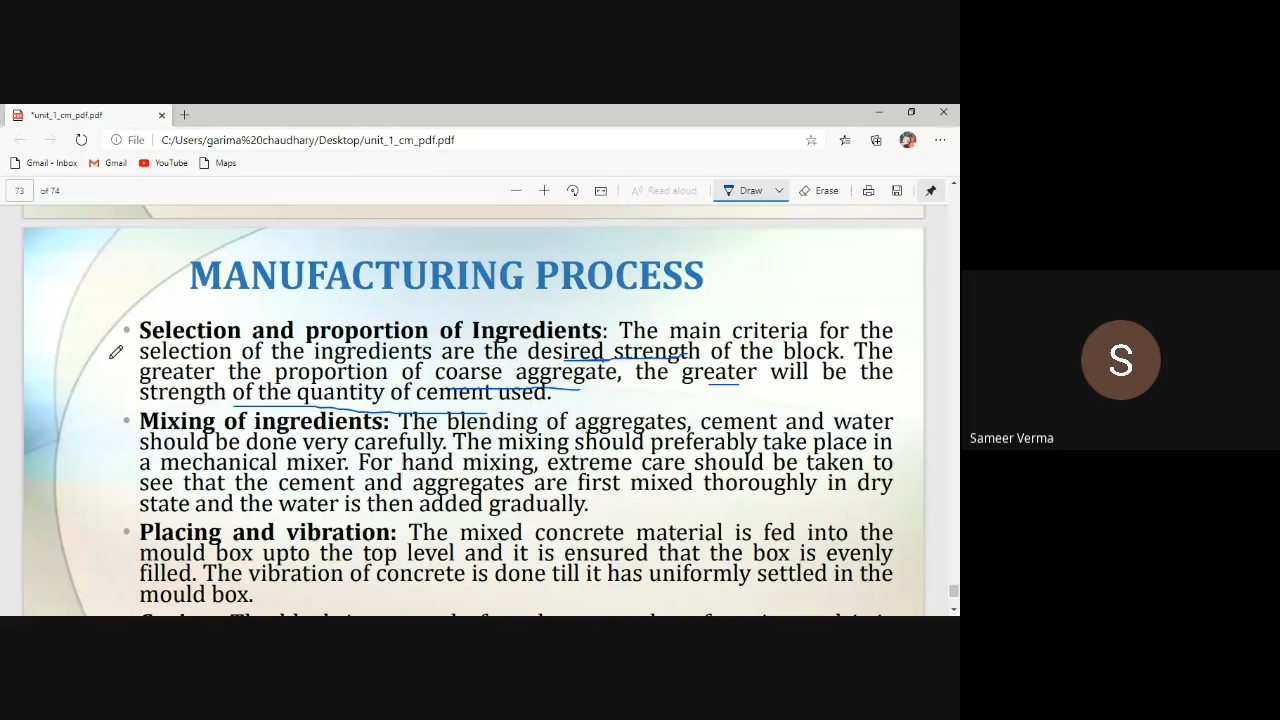 *unit_1_cm_pdf.pdf
File C:/Users/garima%20chaudhary/Desktop/unit_1_cm_pdf.pdf
Gmail - Inbox Gmail YouTube Maps
73 of 74 Read aloud Draw Erase
MANUFACTURING PROCESS
• Selection and proportion of Ingredients: The main criteria for the
selection of the ingredients are the desired strength of the block. The
greater the proportion of coarse aggregate, the greater will be the
strength of the quantity of cement used.
• Mixing of ingredients: The blending of aggregates, cement and water
should be done very carefully. The mixing should preferably take place in
a mechanical mixer. For hand mixing, extreme care should be taken to
see that the cement and aggregates are first mixed thoroughly in dry
state and the water is then added gradually.
• Placing and vibration: The mixed concrete material is fed into the
mould box upto the top level and it is ensured that the box is evenly
filled. The vibration of concrete is done till it has uniformly settled in the
mould box.
S
Sameer Verma